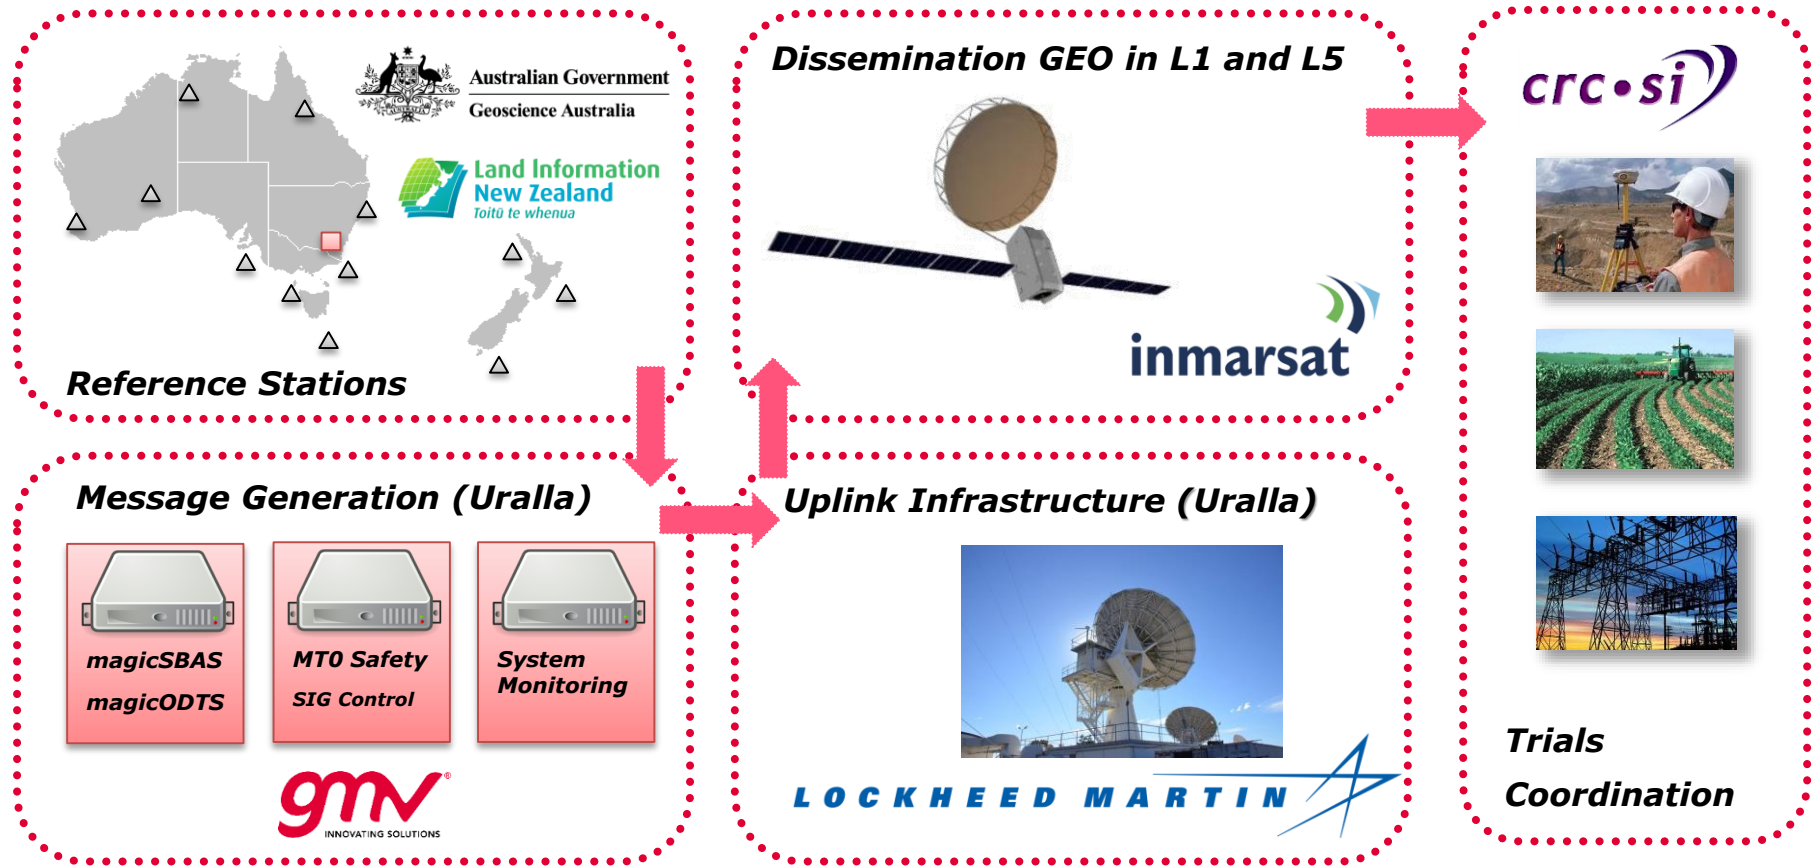 Australian Government
Geoscience Australia
Land Information
New Zealand
Toitū te whenua
Reference Stations
Dissemination GEO in L1 and L5
inmarsat
crc•si
Message Generation (Uralla)
magicSBAS
magicODTS
MT0 Safety
SIG Control
System
Monitoring
gmv®
INNOVATING SOLUTIONS
Uplink Infrastructure (Uralla)
LOCKHEED MARTIN
Trials
Coordination